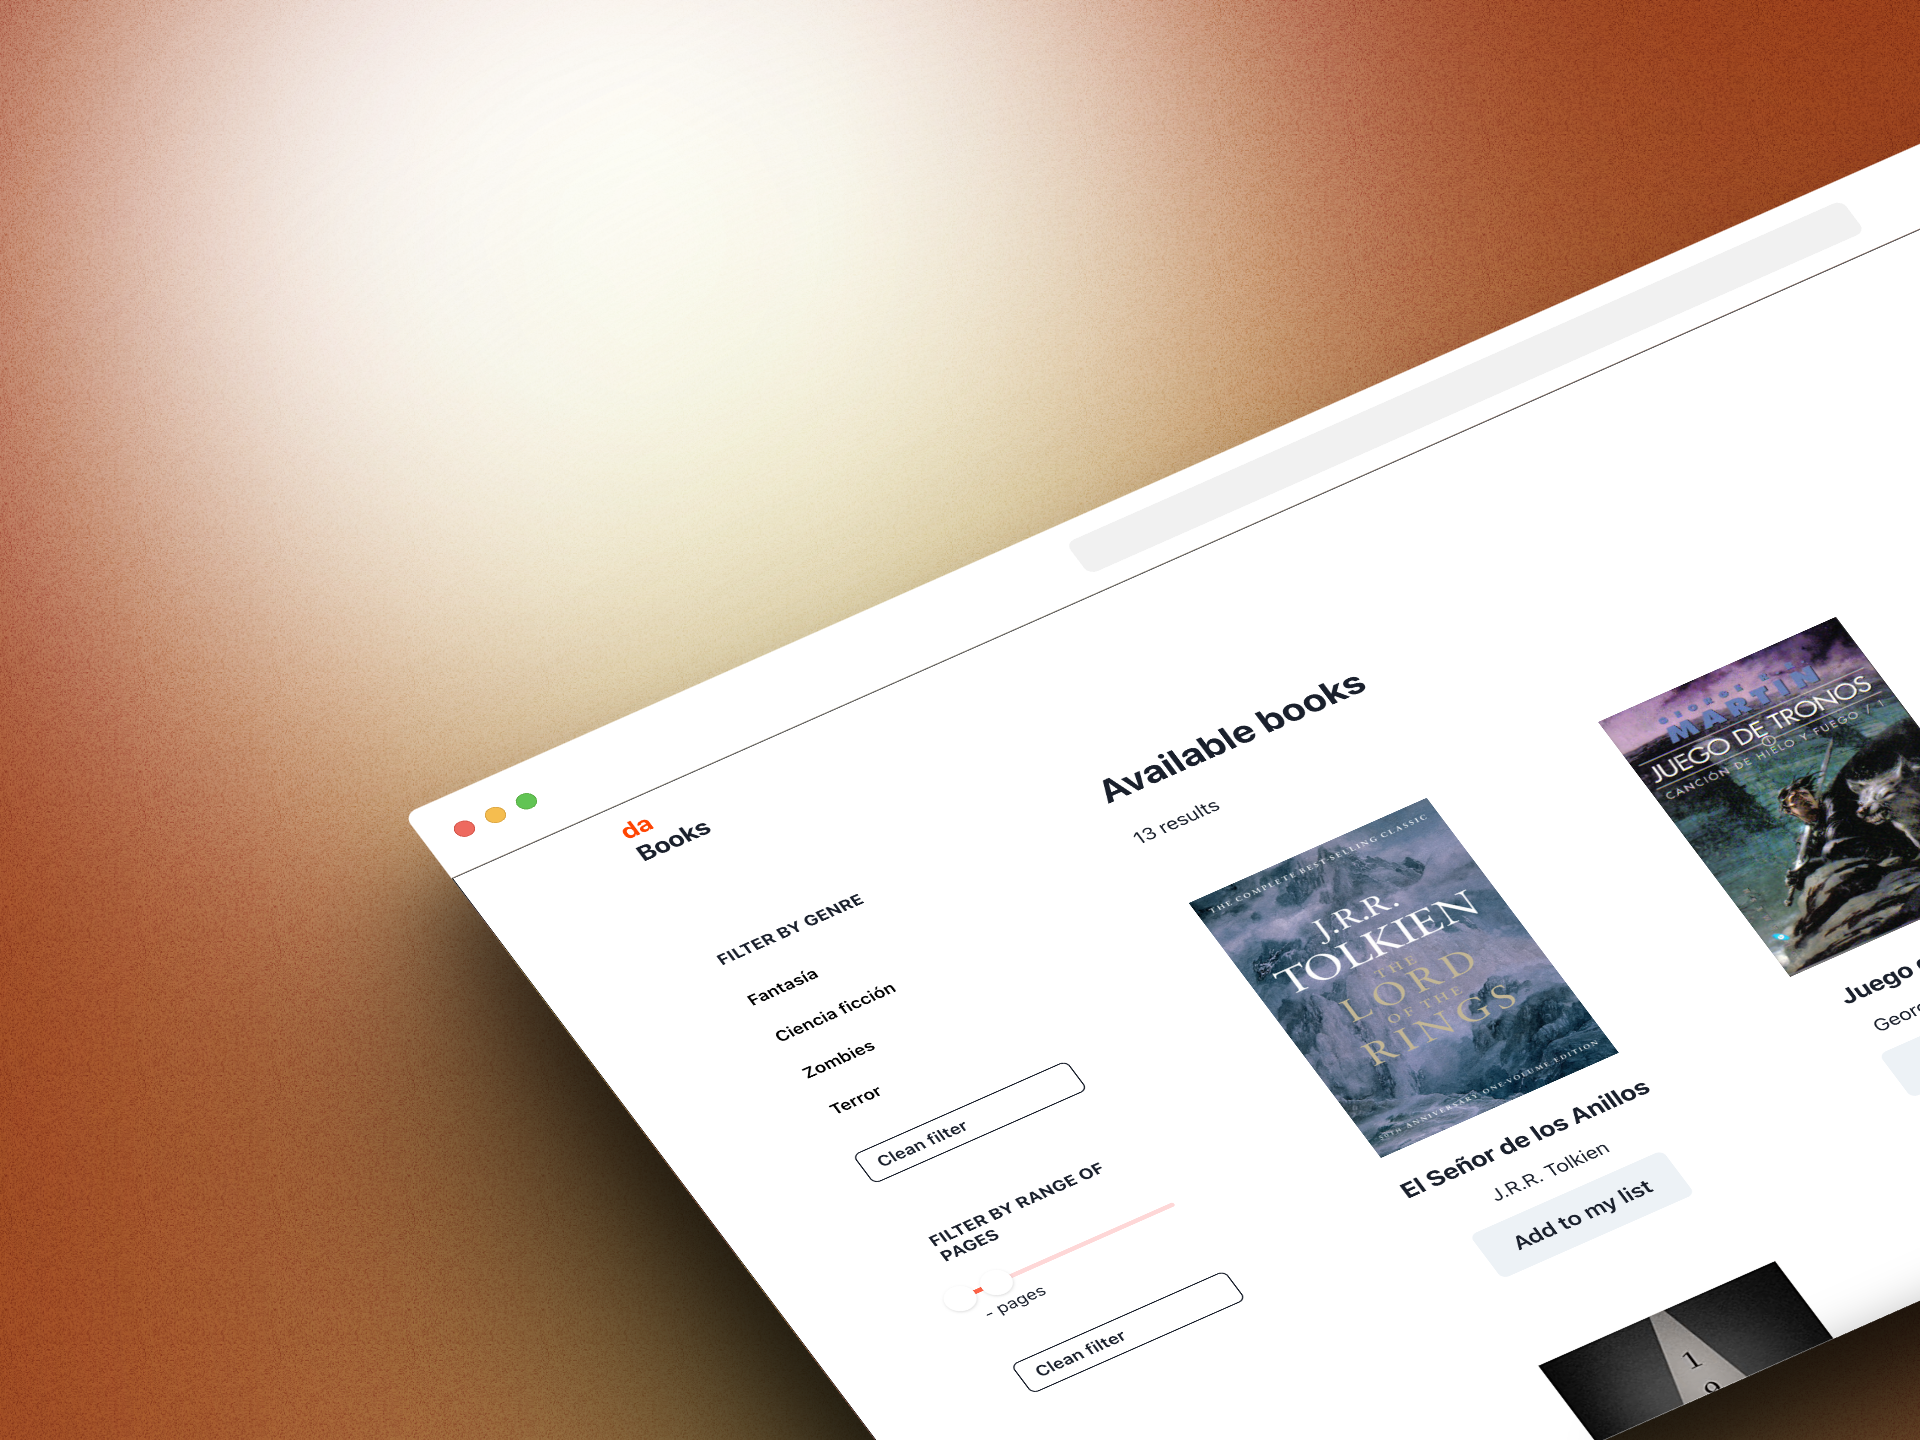 da
Books
FILTER BY GENRE
Fantasía
Ciencia ficción
Zombies
Terror
Clean filter
FILTER BY RANGE OF
PAGES
- pages
Clean filter
Available books
13 results
THE COMPLETE BEST-SELLING CLASSIC
J.R.R.
TOLKIEN
THE
LORD
OF THE
RINGS
50TH ANNIVERSARY ONE-VOLUME EDITION
El Señor de los Anillos
J.R.R. Tolkien
Add to my list
MARTIN
JUEGO DE TRONOS
CANCIÓN DE HIELO Y FUEGO / 1
Juego
Geor
1
9